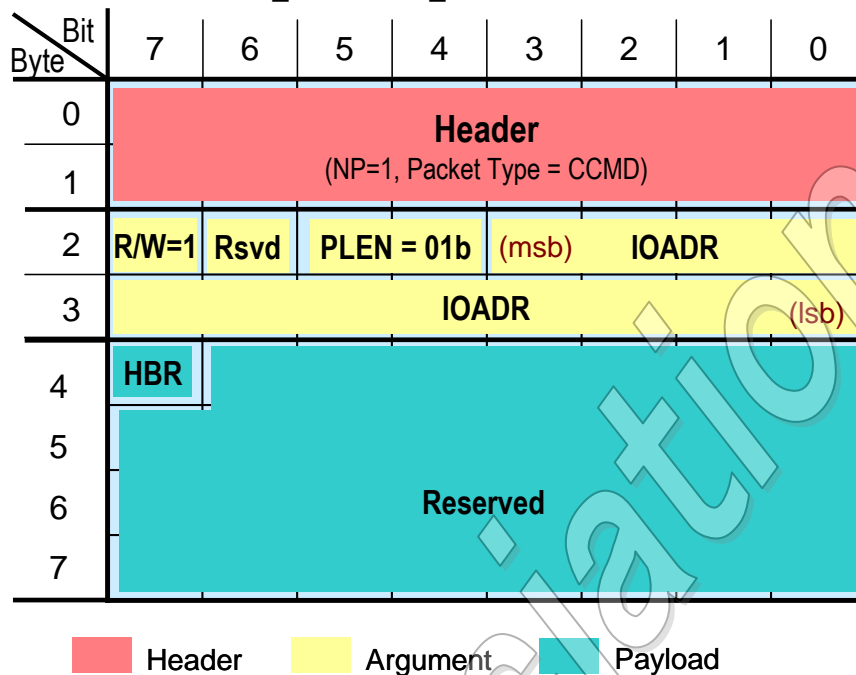 Bit
Byte 7 6 5 4 3 2 1 0
0
Header
(NP=1, Packet Type = CCMD)
1
2 R/W=1 Rsvd PLEN = 01b (msb) IOADR
3 IOADR (lsb)
4 HBR
5
6 Reserved
7
Header Argument Payload